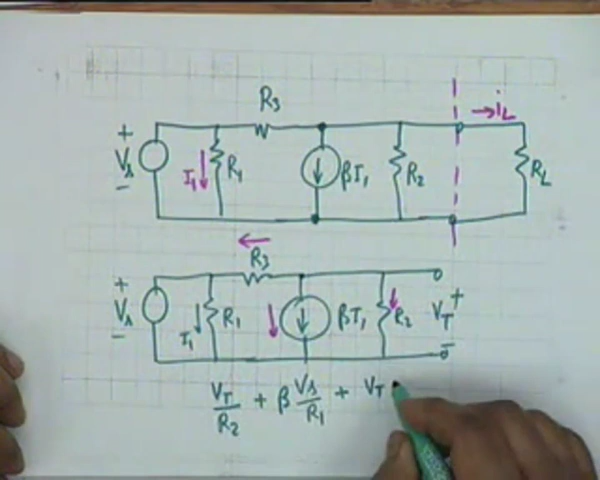 R3
+ Vs − I1 R1 βI1 R2 → iL RL
R3
+ Vs − I1 R1 βI1 R2 VT + −
VT/R2 + β Vs/R1 + VT